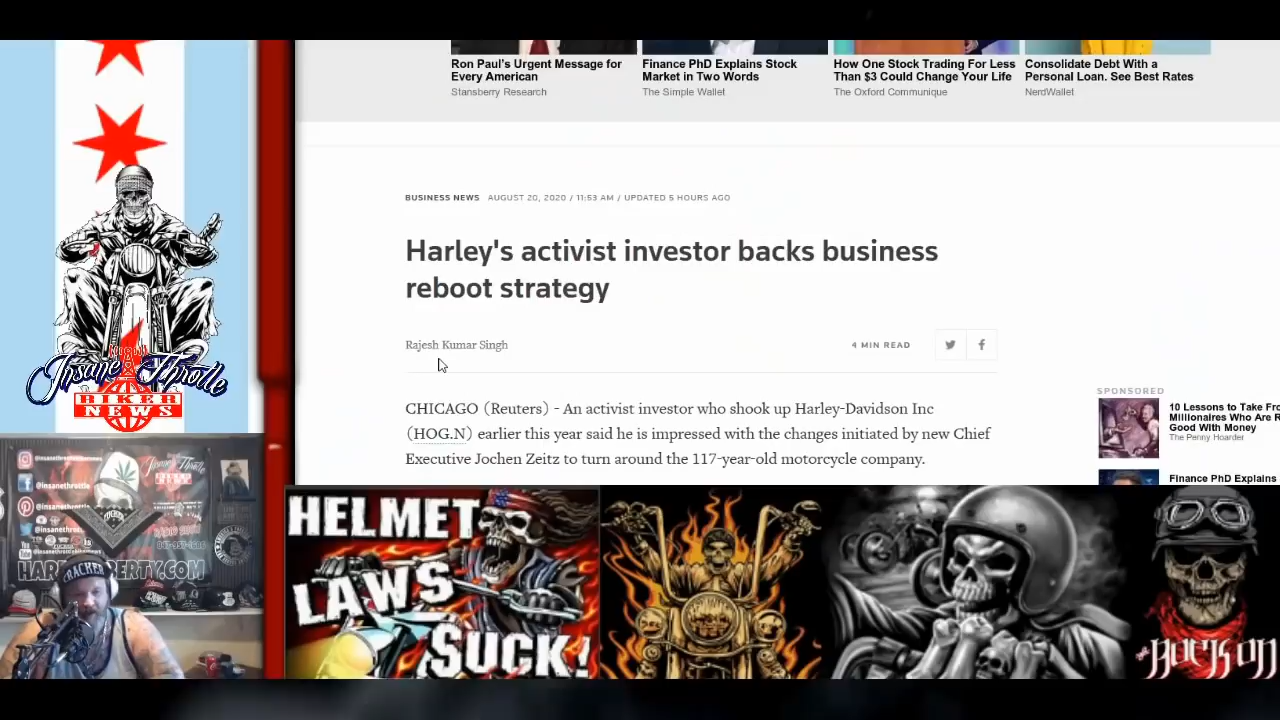 Ron Paul's Urgent Message for
Every American
Stansberry Research
Finance PhD Explains Stock
Market in Two Words
The Simple Wallet
How One Stock Trading For Less
Than $3 Could Change Your Life
The Oxford Communique
Consolidate Debt With a
Personal Loan. See Best Rates
NerdWallet
BUSINESS NEWS AUGUST 20, 2020 / 11:53 AM / UPDATED 5 HOURS AGO
Harley's activist investor backs business
reboot strategy
Rajesh Kumar Singh
4 MIN READ
CHICAGO (Reuters) - An activist investor who shook up Harley-Davidson Inc
(HOG.N) earlier this year said he is impressed with the changes initiated by new Chief
Executive Jochen Zeitz to turn around the 117-year-old motorcycle company.
SPONSORED
10 Lessons to Take
Millionaires Who Are
Good With Money
The Penny Hoarder
Finance PhD Explains
Insane Throttle
BIKER
NEWS
@insanethrottle
CRACKER
HELMET
LAWS
SUCK!
ROCK ON